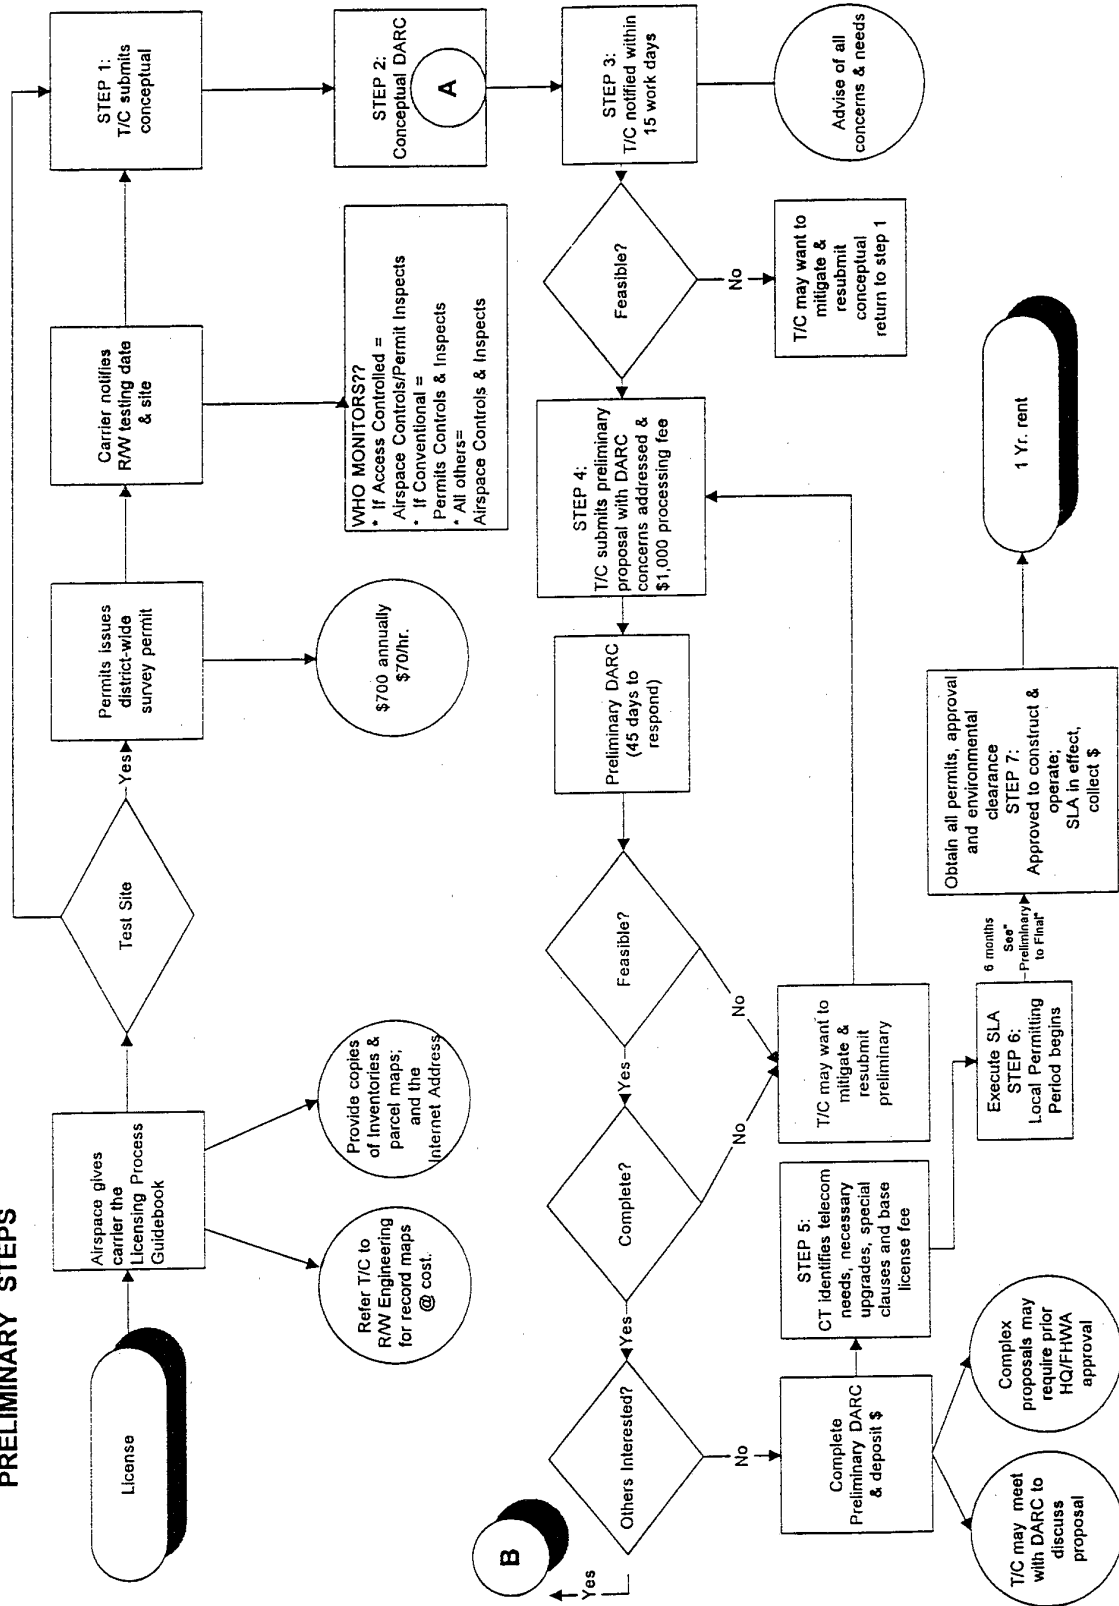 PRELIMINARY STEPS
License
Airspace gives
carrier the
Licensing Process
Guidebook
Refer T/C to
R/W Engineering
for record maps
@ cost.
Provide copies
of Inventories &
parcel maps;
and the
Internet Address
Test Site
Yes
Permits issues
district-wide
survey permit
$700 annually
$70/hr.
Carrier notifies
R/W testing date
& site
WHO MONITORS??
* If Access Controlled =
Airspace Controls/Permit Inspects
* If Conventional =
Permits Controls & Inspects
* All others=
Airspace Controls & Inspects
STEP 1:
T/C submits
conceptual
STEP 2:
Conceptual DARC
A
STEP 3:
T/C notified within
15 work days
Advise of all
concerns & needs
Feasible?
No
T/C may want to
mitigate &
resubmit
conceptual
return to step 1
STEP 4:
T/C submits preliminary
proposal with DARC
concerns addressed &
$1,000 processing fee
Preliminary DARC
(45 days to
respond)
Feasible?
No
Yes
Complete?
No
T/C may want to
mitigate &
resubmit
preliminary
Yes
Others Interested?
Yes
B
No
Complete
Preliminary DARC
& deposit $
T/C may meet
with DARC to
discuss
proposal
Complex
proposals may
require prior
HQ/FHWA
approval
STEP 5:
CT identifies telecom
needs, necessary
upgrades, special
clauses and base
license fee
Execute SLA
STEP 6:
Local Permitting
Period begins
6 months
See"
Preliminary
to Final"
Obtain all permits, approval
and environmental
clearance
STEP 7:
Approved to construct &
operate;
SLA in effect,
collect $
1 Yr. rent